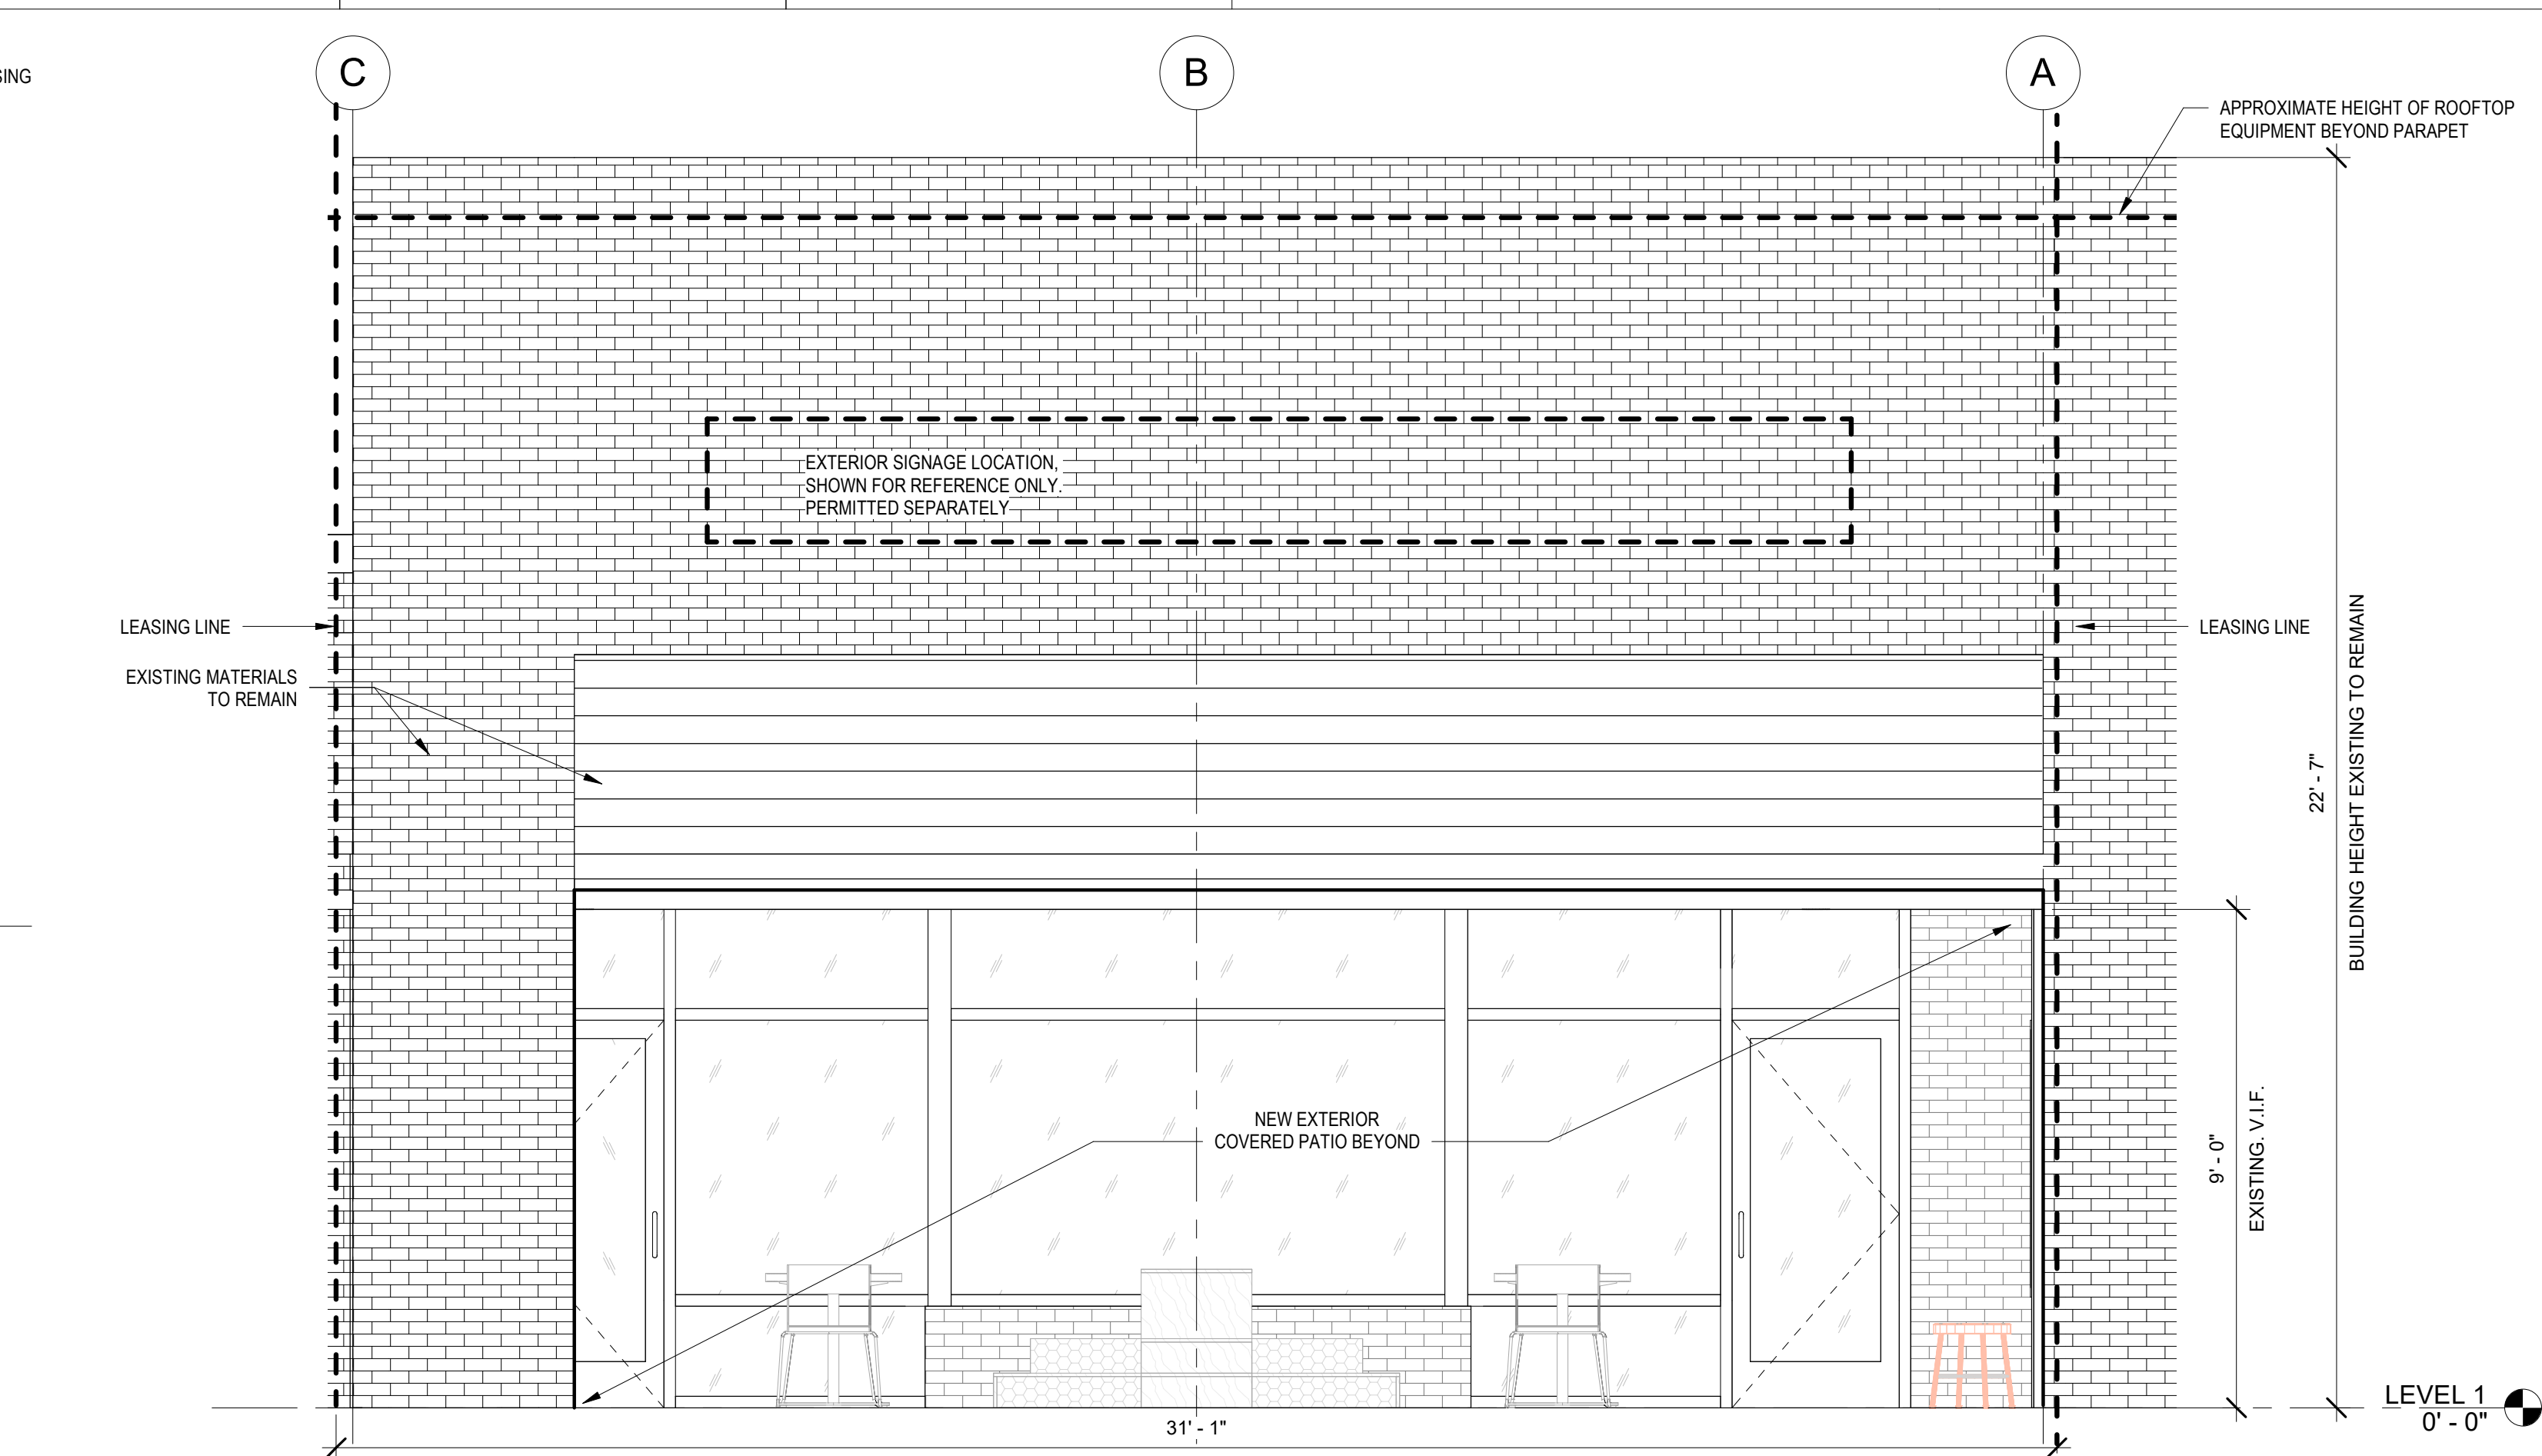 C
B
A
APPROXIMATE HEIGHT OF ROOFTOP
EQUIPMENT BEYOND PARAPET
EXTERIOR SIGNAGE LOCATION,
SHOWN FOR REFERENCE ONLY.
PERMITTED SEPARATELY
LEASING LINE
LEASING LINE
EXISTING MATERIALS
TO REMAIN
22' - 7"
BUILDING HEIGHT EXISTING TO REMAIN
NEW EXTERIOR
COVERED PATIO BEYOND
9' - 0"
EXISTING. V.I.F.
LEVEL 1
0' - 0"
31' - 1"